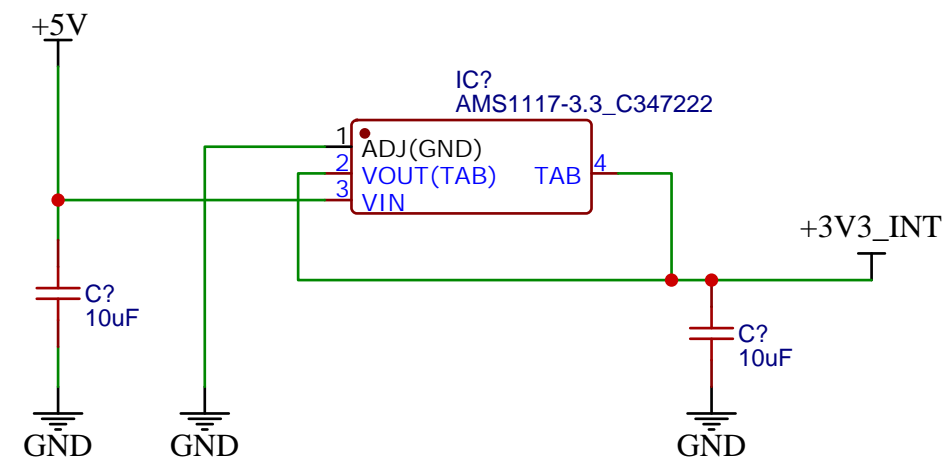 +5V
IC?
AMS1117-3.3_C347222
1
ADJ(GND)
2
VOUT(TAB)
TAB
4
3
VIN
+3V3_INT
C?
10uF
C?
10uF
GND
GND
GND